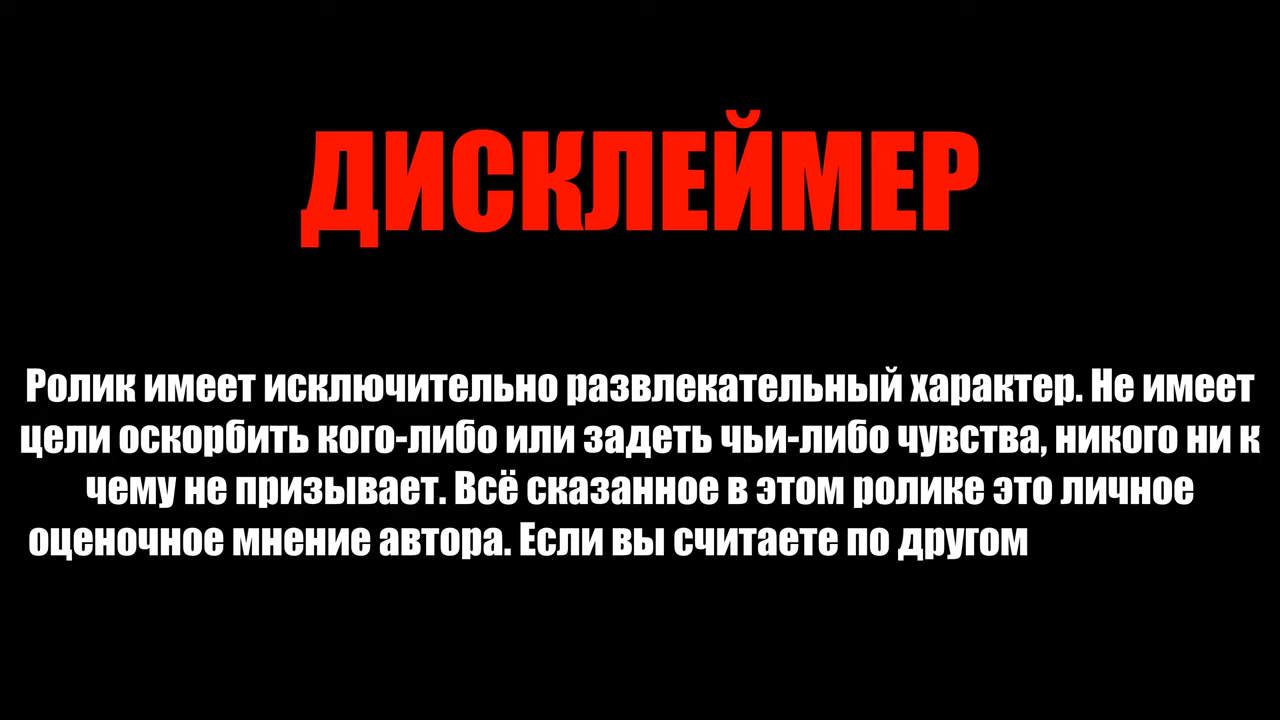 ДИСКЛЕЙМЕР
Ролик имеет исключительно развлекательный характер. Не имеет
цели оскорбить кого-либо или задеть чьи-либо чувства, никого ни к
чему не призывает. Всё сказанное в этом ролике это личное
оценочное мнение автора. Если вы считаете по другом